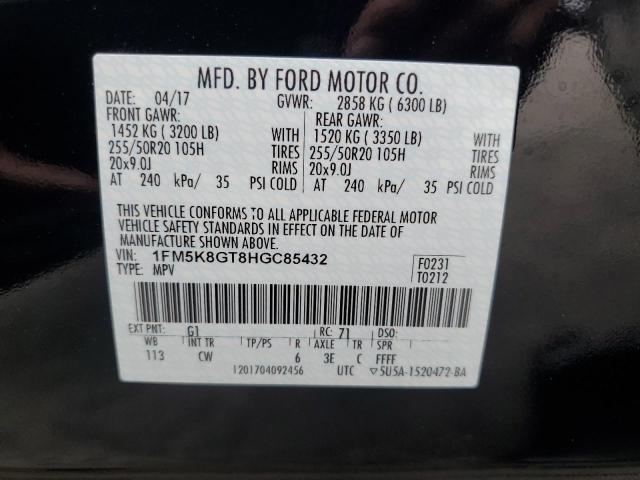 MFD. BY FORD MOTOR CO.
DATE: 04/17 GVWR: 2858 KG ( 6300 LB)
FRONT GAWR: REAR GAWR:
1452 KG ( 3200 LB) WITH 1520 KG ( 3350 LB) WITH
255/50R20 105H TIRES 255/50R20 105H TIRES
20x9.0J RIMS 20x9.0J RIMS
AT 240 kPa/ 35 PSI COLD AT 240 kPa/ 35 PSI COLD
THIS VEHICLE CONFORMS TO ALL APPLICABLE FEDERAL MOTOR
VEHICLE SAFETY STANDARDS IN EFFECT ON THE DATE OF
MANUFACTURE SHOWN ABOVE.
VIN: 1FM5K8GT8HGC85432 F0231
TYPE: MPV T0212
EXT PNT: G1 RC: 71 DSO:
WB INT TR TP/PS R AXLE TR SPR
113 CW 6 3E C FFFF
1201704092456 UTC ▽5U5A-1520472-BA